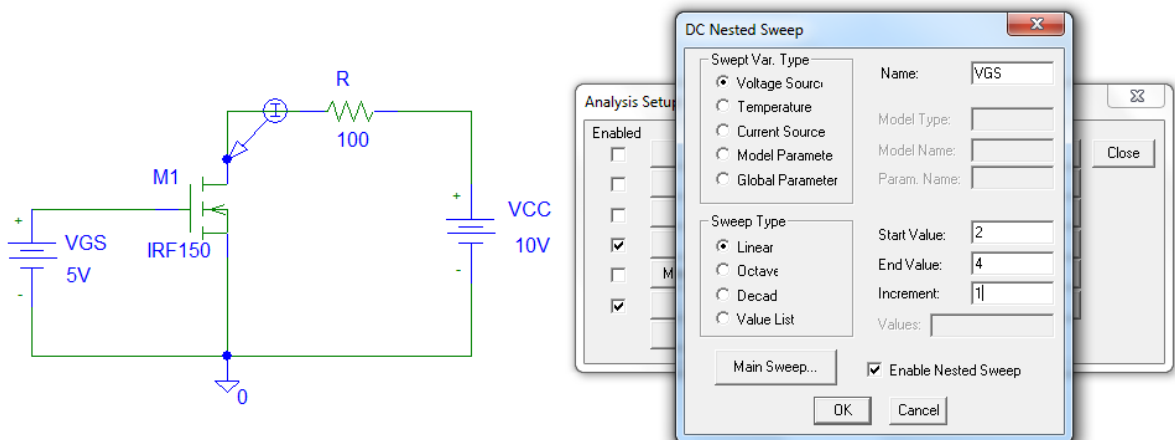 R
100
M1
IRF150
+
VGS
5V
-
+
VCC
10V
-
0
Analysis Setup
Enabled
M
Close
DC Nested Sweep
Swept Var. Type
Voltage Sourc
Temperature
Current Source
Model Paramete
Global Parameter
Name: VGS
Model Type:
Model Name:
Param. Name:
Sweep Type
Linear
Octave
Decad
Value List
Start Value: 2
End Value: 4
Increment: 1
Values:
Main Sweep...
Enable Nested Sweep
OK
Cancel